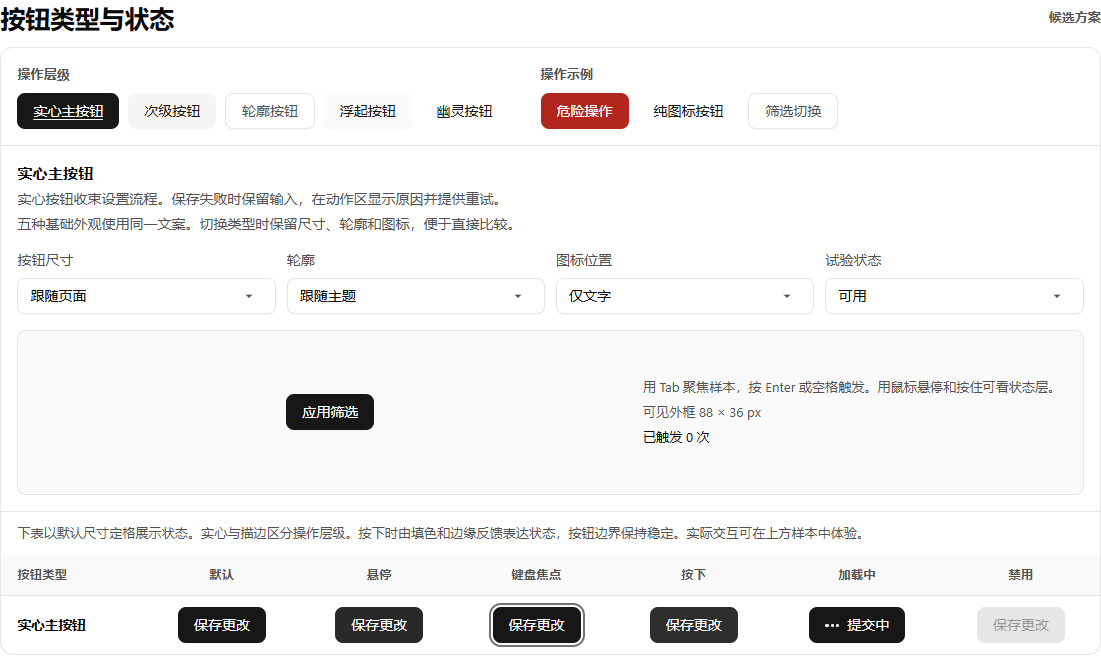 按钮类型与状态
候选方案
操作层级
操作示例
实心主按钮 次级按钮 轮廓按钮 浮起按钮 幽灵按钮 危险操作 纯图标按钮 筛选切换
实心主按钮
实心按钮收束设置流程。保存失败时保留输入，在动作区显示原因并提供重试。
五种基础外观使用同一文案。切换类型时保留尺寸、轮廓和图标，便于直接比较。
按钮尺寸 轮廓 图标位置 试验状态
跟随页面 跟随主题 仅文字 可用
应用筛选
用 Tab 聚焦样本，按 Enter 或空格触发。用鼠标悬停和按住可看状态层。
可见外框 88 × 36 px
已触发 0 次
下表以默认尺寸定格展示状态。实心与描边区分操作层级。按下时由填色和边缘反馈表达状态，按钮边界保持稳定。实际交互可在上方样本中体验。
按钮类型 默认 悬停 键盘焦点 按下 加载中 禁用
实心主按钮 保存更改 保存更改 保存更改 保存更改 ••• 提交中 保存更改